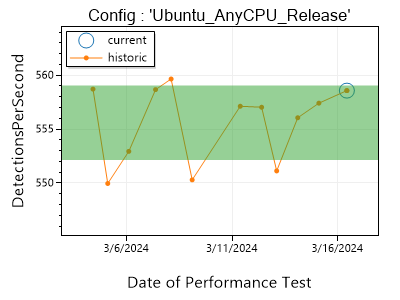 Config : 'Ubuntu_AnyCPU_Release'
current
historic
DetectionsPerSecond
560
555
550
3/6/2024
3/11/2024
3/16/2024
Date of Performance Test